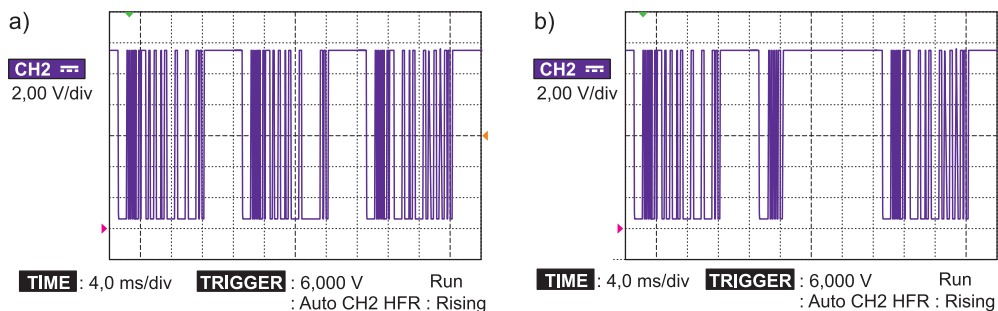 a)
CH2
2,00 V/div
TIME : 4,0 ms/div TRIGGER : 6,000 V Run
: Auto CH2 HFR : Rising
b)
CH2
2,00 V/div
TIME : 4,0 ms/div TRIGGER : 6,000 V Run
: Auto CH2 HFR : Rising